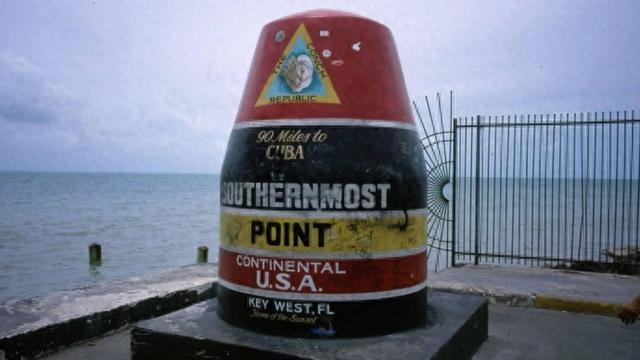 THE CONCH
REPUBLIC
90 Miles to
CUBA
SOUTHERNMOST
POINT
CONTINENTAL
U.S.A.
KEY WEST, FL
Home of the Sunset